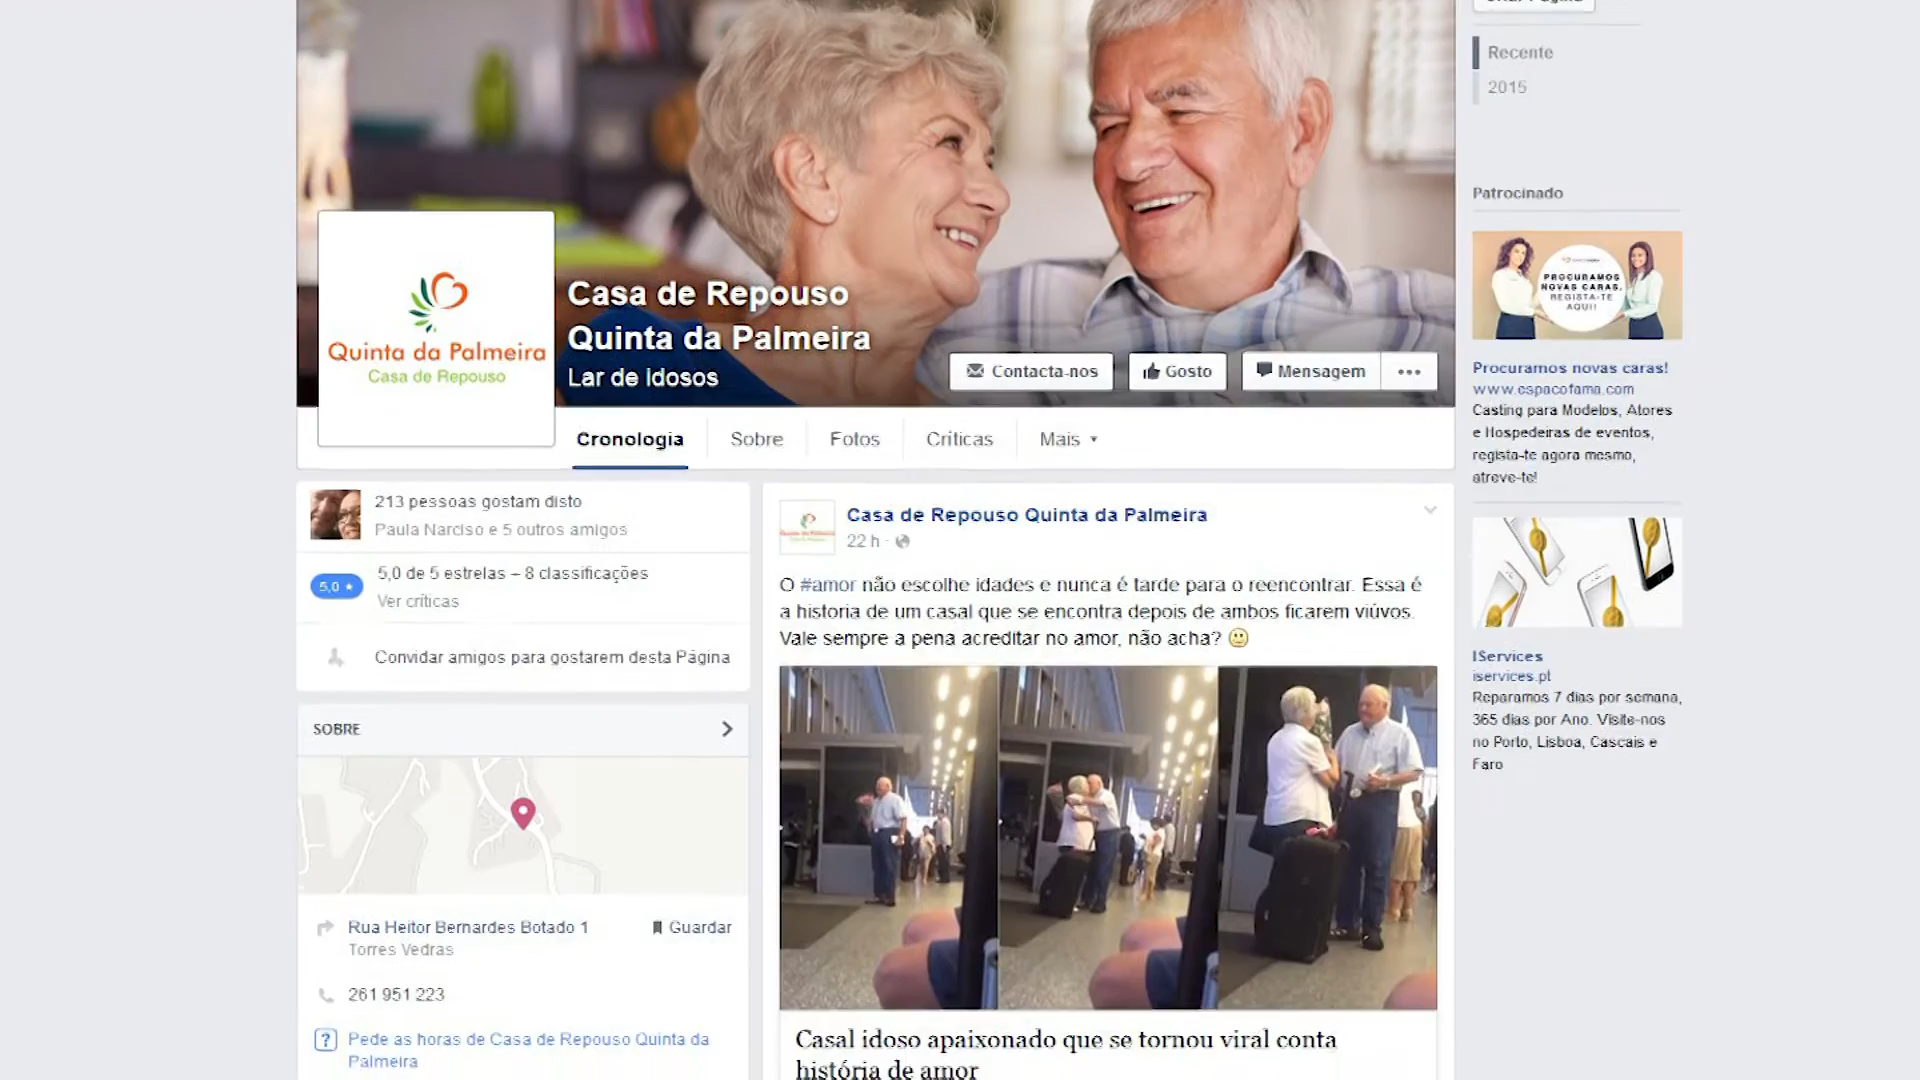 Recente
2015
Quinta da Palmeira
Casa de Repouso
Casa de Repouso
Quinta da Palmeira
Lar de idosos
Contacta-nos
Gosto
Mensagem
Cronologia
Sobre
Fotos
Críticas
Mais
213 pessoas gostam disto
Paula Narciso e 5 outros amigos
5,0
5,0 de 5 estrelas – 8 classificações
Ver críticas
Convidar amigos para gostarem desta Página
SOBRE
Rua Heitor Bernardes Botado 1
Guardar
Torres Vedras
261 951 223
?
Pede as horas de Casa de Repouso Quinta da
Palmeira
Casa de Repouso Quinta da Palmeira
22 h ·
O #amor não escolhe idades e nunca é tarde para o reencontrar. Essa é
a historia de um casal que se encontra depois de ambos ficarem viúvos.
Vale sempre a pena acreditar no amor, não acha?
Casal idoso apaixonado que se tornou viral conta
história de amor
Patrocinado
PROCURAMOS
NOVAS CARAS.
REGISTA-TE
AQUI!
Procuramos novas caras!
www.espacofama.com
Casting para Modelos, Atores
e Hospedeiras de eventos,
regista-te agora mesmo,
atreve-te!
IServices
iservices.pt
Reparamos 7 dias por semana,
365 dias por Ano. Visite-nos
no Porto, Lisboa, Cascais e
Faro